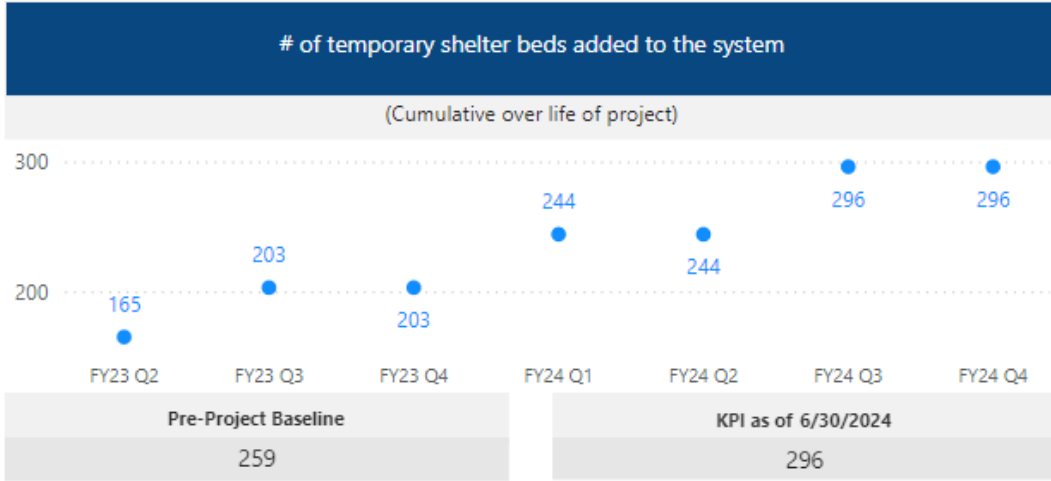 # of temporary shelter beds added to the system
(Cumulative over life of project)
300
244
296
296
203
244
200
165
203
FY23 Q2 FY23 Q3 FY23 Q4 FY24 Q1 FY24 Q2 FY24 Q3 FY24 Q4
Pre-Project Baseline
259
KPI as of 6/30/2024
296